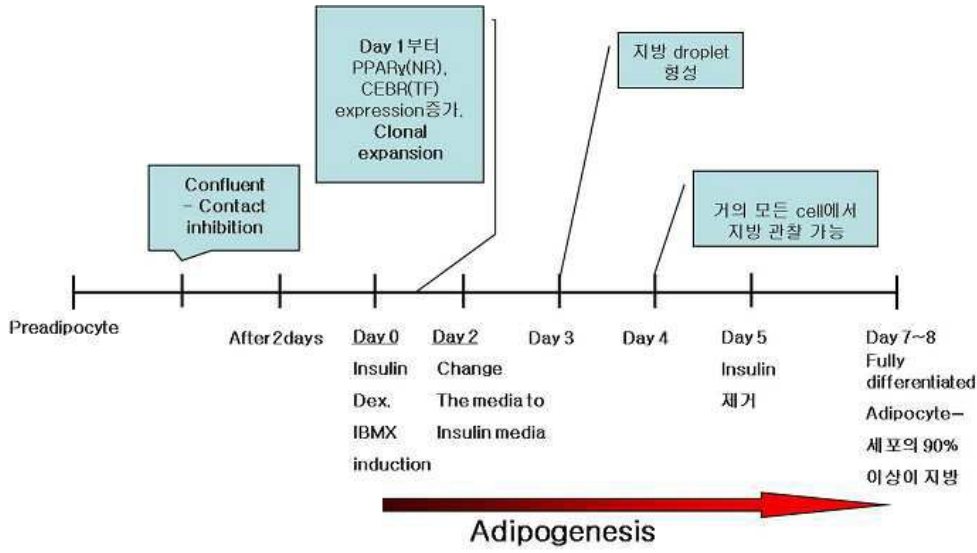 Day 1부터
PPARɣ(NR),
CEBR(TF)
expression증가,
Clonal
expansion
지방 droplet
형성
Confluent
- Contact
inhibition
거의 모든 cell에서
지방 관찰 가능
Preadipocyte
After 2days
Day 0
Insulin
Dex,
IBMX
induction
Day 2
Change
The media to
Insulin media
Day 3
Day 4
Day 5
Insulin
제거
Day 7~8
Fully
differentiated
Adipocyte-
세포의 90%
이상이 지방
Adipogenesis